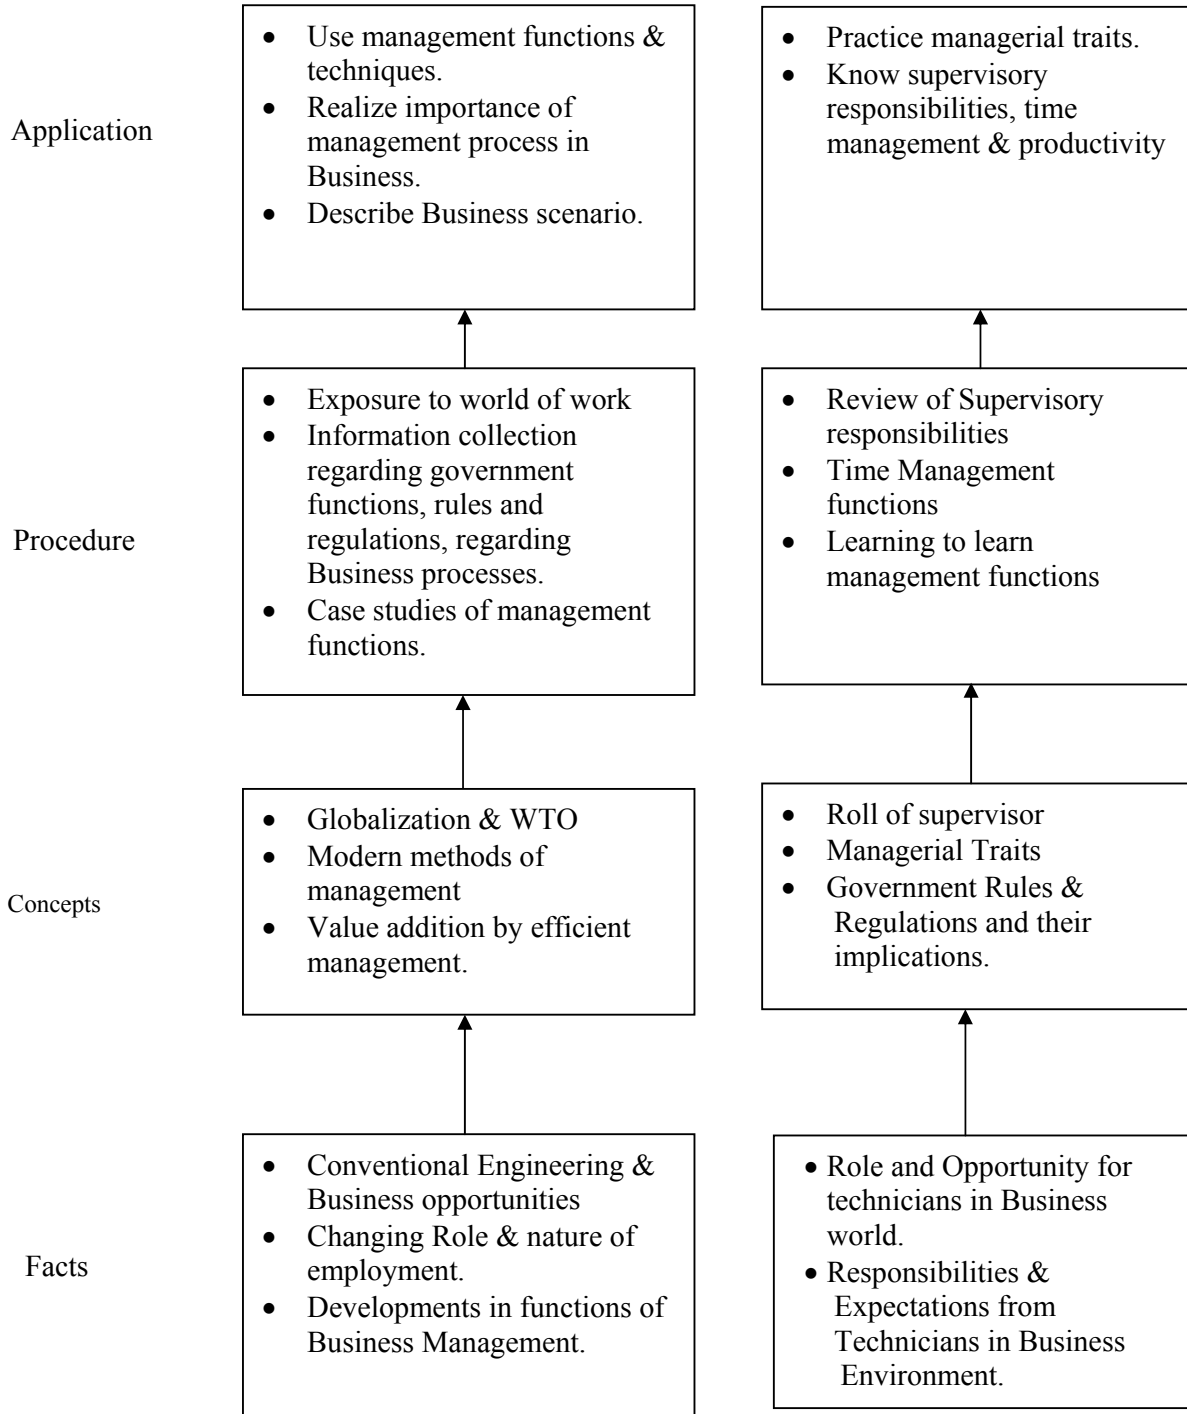 Application
• Use management functions &
techniques.
• Realize importance of
management process in
Business.
• Describe Business scenario.
• Practice managerial traits.
• Know supervisory
responsibilities, time
management & productivity
Procedure
• Exposure to world of work
• Information collection
regarding government
functions, rules and
regulations, regarding
Business processes.
• Case studies of management
functions.
• Review of Supervisory
responsibilities
• Time Management
functions
• Learning to learn
management functions
Concepts
• Globalization & WTO
• Modern methods of
management
• Value addition by efficient
management.
• Roll of supervisor
• Managerial Traits
• Government Rules &
Regulations and their
implications.
Facts
• Conventional Engineering &
Business opportunities
• Changing Role & nature of
employment.
• Developments in functions of
Business Management.
• Role and Opportunity for
technicians in Business
world.
• Responsibilities &
Expectations from
Technicians in Business
Environment.